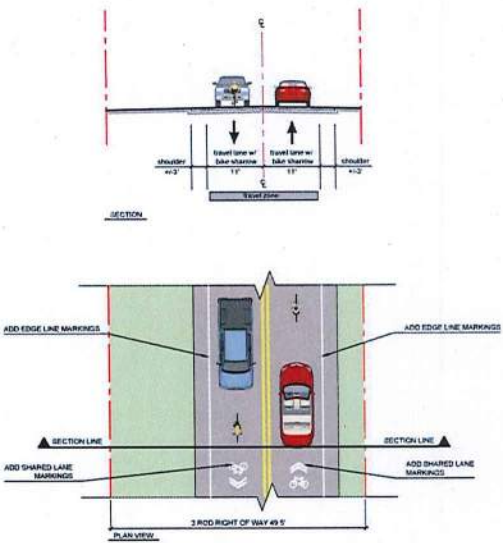 ℄
travel lane w/ travel lane w/
shoulder bike sharrow bike sharrow shoulder
+/-3' 11' 11' +/-3'
℄
Travel zone
SECTION
ADD EDGE LINE MARKINGS
ADD EDGE LINE MARKINGS
SECTION LINE
SECTION LINE
ADD SHARED LANE
MARKINGS
ADD SHARED LANE
MARKINGS
3 ROD RIGHT OF WAY 49.5'
PLAN VIEW